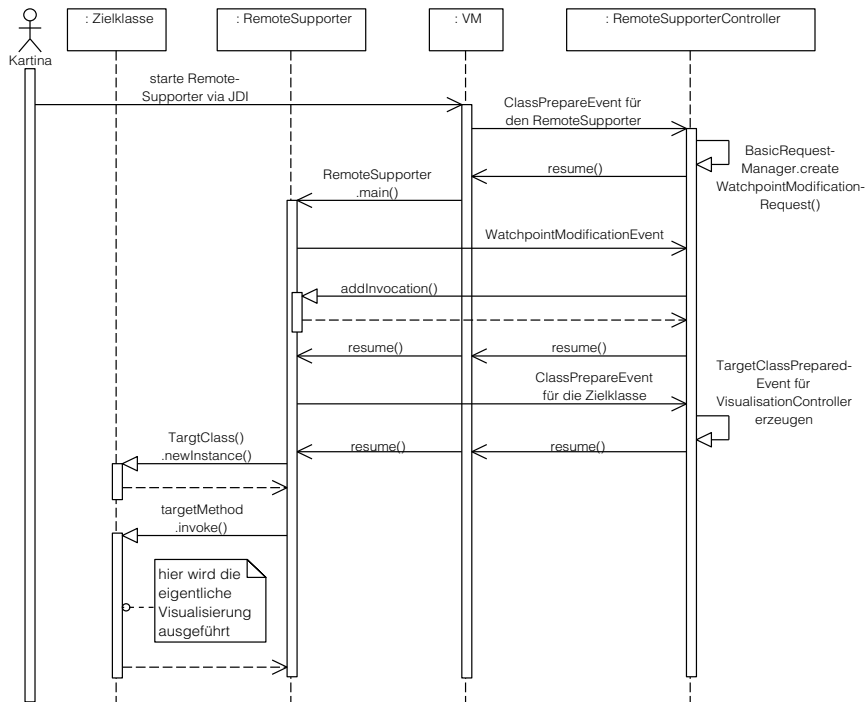 : Zielklasse
: RemoteSupporter
: VM
: RemoteSupporterController
Kartina
starte Remote-
Supporter via JDI
ClassPrepareEvent für
den RemoteSupporter
BasicRequest-
Manager.create
WatchpointModification-
Request()
resume()
RemoteSupporter
.main()
WatchpointModificationEvent
addInvocation()
resume()
resume()
TargetClassPrepared-
Event für
VisualisationController
erzeugen
ClassPrepareEvent
für die Zielklasse
resume()
resume()
TargtClass()
.newInstance()
targetMethod
.invoke()
hier wird die
eigentliche
Visualisierung
ausgeführt